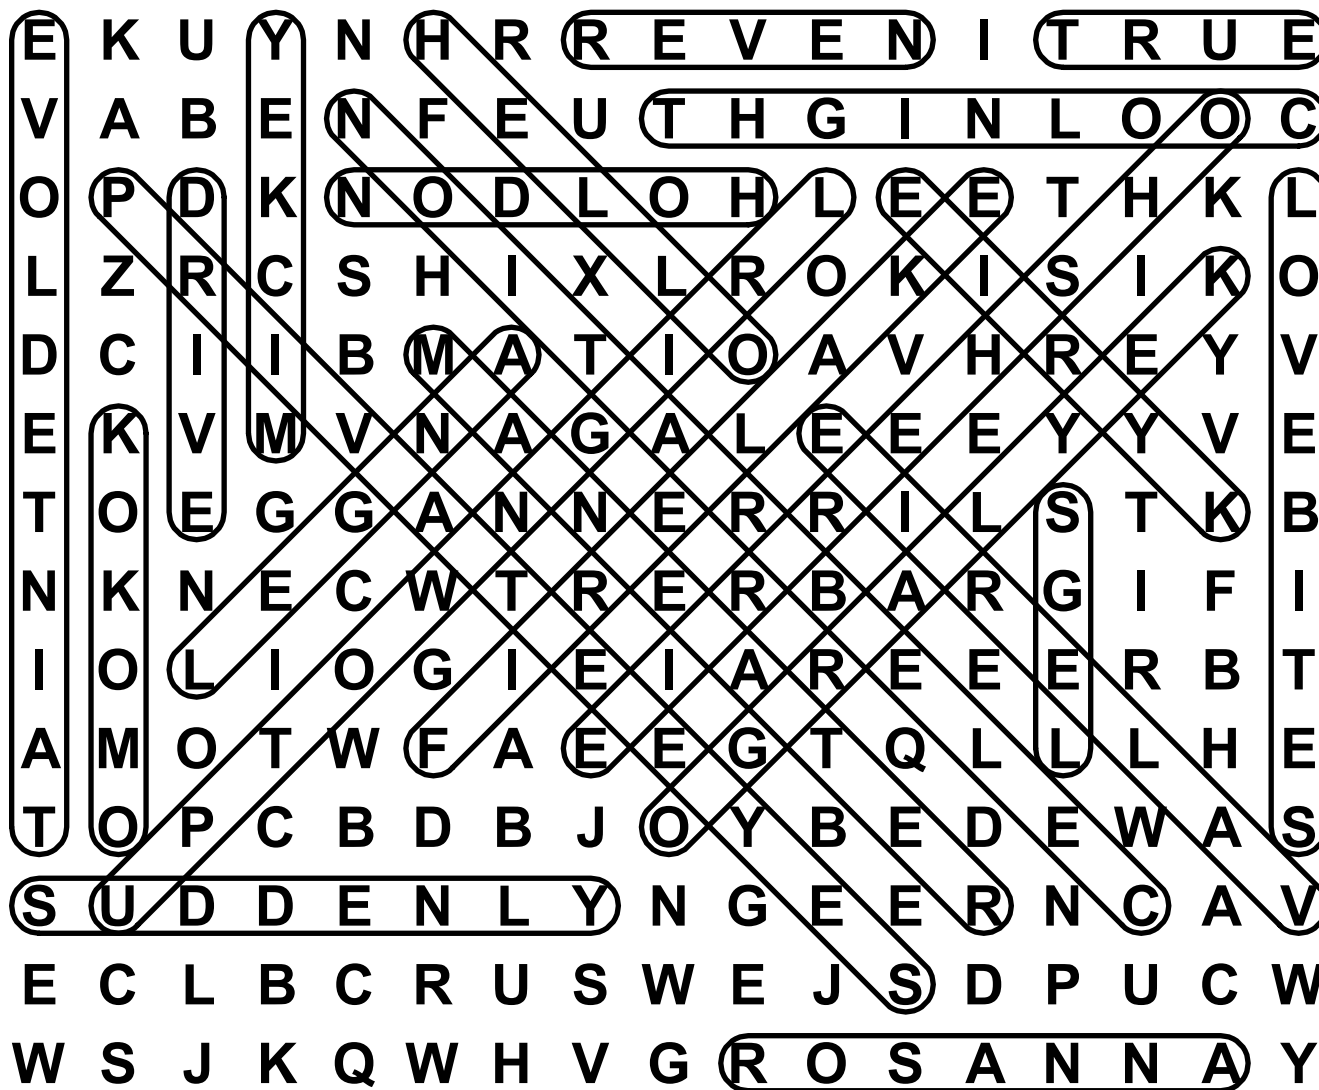 E K U Y N H R R E V E N I T R U E
V A B E N F E U T H G I N L O O C
O P D K N O D L O H L E E T H K L
L Z R C S H I X L R O K I S I K O
D C I I B M A T I O A V H R E Y V
E K V M V N A G A L E E E Y Y V E
T O E G G A N N E R R I L S T K B
N K N E C W T R E R B A R G I F I
I O L I O G I E I A R E E E R B T
A M O T W F A E E G T Q L L L H E
T O P C B D B J O Y B E D E W A S
S U D D E N L Y N G E E R N C A V
E C L B C R U S W E J S D P U C W
W S J K Q W H V G R O S A N N A Y